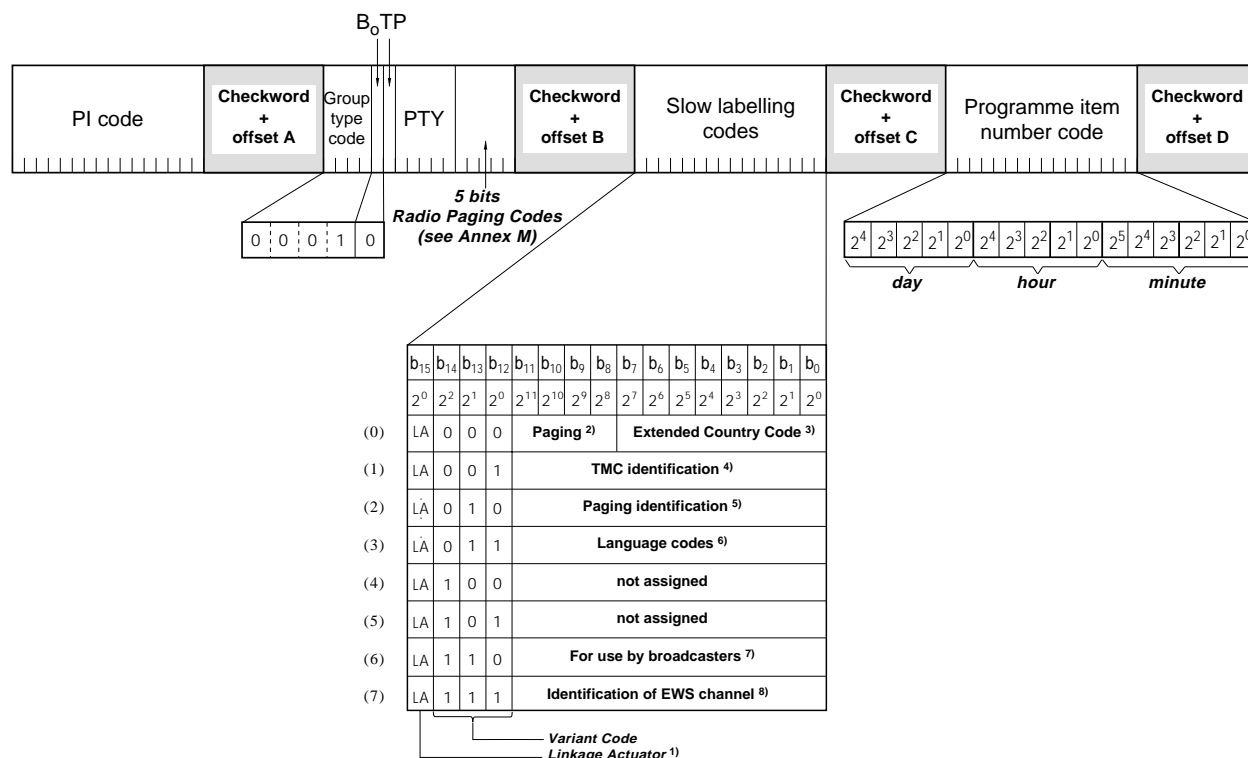 BoTP
PI code
Checkword
+
offset A
Group
type
code
PTY
Checkword
+
offset B
Slow labelling
codes
Checkword
+
offset C
Programme item
number code
Checkword
+
offset D
5 bits
Radio Paging Codes
(see Annex M)
0 0 0 1 0
2⁴ 2³ 2² 2¹ 2⁰ 2⁴ 2³ 2² 2¹ 2⁰ 2⁵ 2⁴ 2³ 2² 2¹ 2⁰
day hour minute
b₁₅ b₁₄ b₁₃ b₁₂ b₁₁ b₁₀ b₉ b₈ b₇ b₆ b₅ b₄ b₃ b₂ b₁ b₀
2⁰ 2² 2¹ 2⁰ 2¹¹ 2¹⁰ 2⁹ 2⁸ 2⁷ 2⁶ 2⁵ 2⁴ 2³ 2² 2¹ 2⁰
(0) LA 0 0 0 Paging ²⁾ Extended Country Code ³⁾
(1) LA 0 0 1 TMC identification ⁴⁾
(2) LA 0 1 0 Paging identification ⁵⁾
(3) LA 0 1 1 Language codes ⁶⁾
(4) LA 1 0 0 not assigned
(5) LA 1 0 1 not assigned
(6) LA 1 1 0 For use by broadcasters ⁷⁾
(7) LA 1 1 1 Identification of EWS channel ⁸⁾
Variant Code
Linkage Actuator ¹⁾